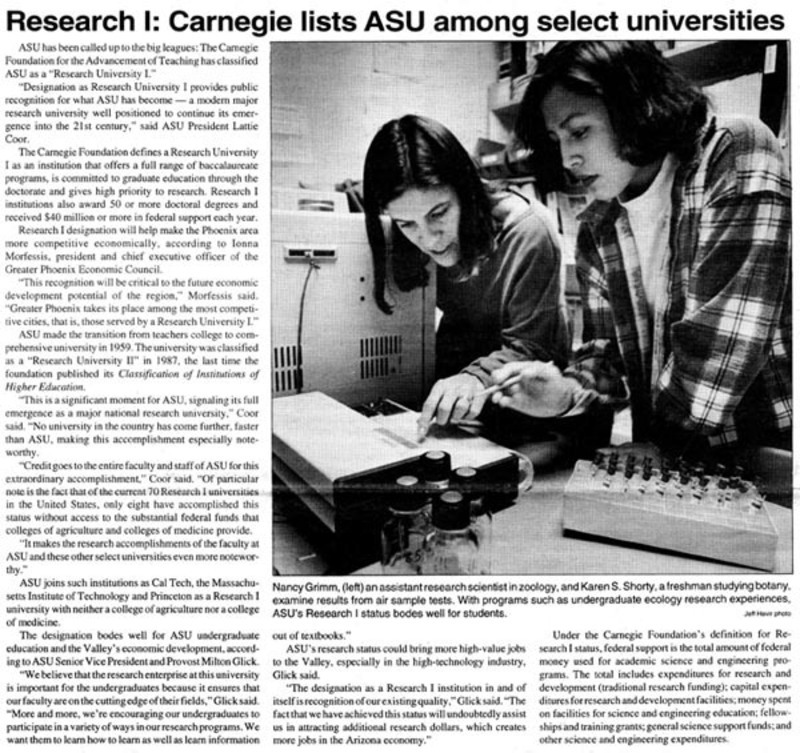 Research I: Carnegie lists ASU among select universities
ASU has been called up to the big leagues: The Carnegie
Foundation for the Advancement of Teaching has classified
ASU as a “Research University I.”
“Designation as Research University I provides public
recognition for what ASU has become — a modern major
research university well positioned to continue its emer-
gence into the 21st century,” said ASU President Lattie
Coor.
The Carnegie Foundation defines a Research University
I as an institution that offers a full range of baccalaureate
programs, is committed to graduate education through the
doctorate and gives high priority to research. Research I
institutions also award 50 or more doctoral degrees and
received $40 million or more in federal support each year.
Research I designation will help make the Phoenix area
more competitive economically, according to Ionna
Morfessis, president and chief executive officer of the
Greater Phoenix Economic Council.
“This recognition will be critical to the future economic
development potential of the region,” Morfessis said.
“Greater Phoenix takes its place among the most competi-
tive cities, that is, those served by a Research University I.”
ASU made the transition from teachers college to com-
prehensive university in 1959. The university was classified
as a “Research University II” in 1987, the last time the
foundation published its Classification of Institutions of
Higher Education.
“This is a significant moment for ASU, signaling its full
emergence as a major national research university,” Coor
said. “No university in the country has come further, faster
than ASU, making this accomplishment especially note-
worthy.
“Credit goes to the entire faculty and staff of ASU for this
extraordinary accomplishment,” Coor said. “Of particular
note is the fact that of the current 70 Research I universities
in the United States, only eight have accomplished this
status without access to the substantial federal funds that
colleges of agriculture and colleges of medicine provide.
“It makes the research accomplishments of the faculty at
ASU and these other select universities even more notewor-
thy.”
ASU joins such institutions as Cal Tech, the Massachu-
setts Institute of Technology and Princeton as a Research I
university with neither a college of agriculture nor a college
of medicine.
The designation bodes well for ASU undergraduate
education and the Valley's economic development, accord-
ing to ASU Senior Vice President and Provost Milton Glick.
“We believe that the research enterprise at this university
is important for the undergraduates because it ensures that
our faculty are on the cutting edge of their fields,” Glick said.
“More and more, we're encouraging our undergraduates to
participate in a variety of ways in our research programs. We
want them to learn how to learn as well as learn information
Nancy Grimm, (left) an assistant research scientist in zoology, and Karen S. Shorty, a freshman studying botany,
examine results from air sample tests. With programs such as undergraduate ecology research experiences,
ASU's Research I status bodes well for students.
Jeff Havir photo
out of textbooks.”
ASU's research status could bring more high-value jobs
to the Valley, especially in the high-technology industry,
Glick said.
“The designation as a Research I institution in and of
itself is recognition of our existing quality,” Glick said. “The
fact that we have achieved this status will undoubtedly assist
us in attracting additional research dollars, which creates
more jobs in the Arizona economy.”
Under the Carnegie Foundation's definition for Re-
search I status, federal support is the total amount of federal
money used for academic science and engineering pro-
grams. The total includes expenditures for research and
development (traditional research funding); capital expen-
ditures for research and development facilities; money spent
on facilities for science and engineering education; fellow-
ships and training grants; general science support funds; and
other science and engineering expenditures.